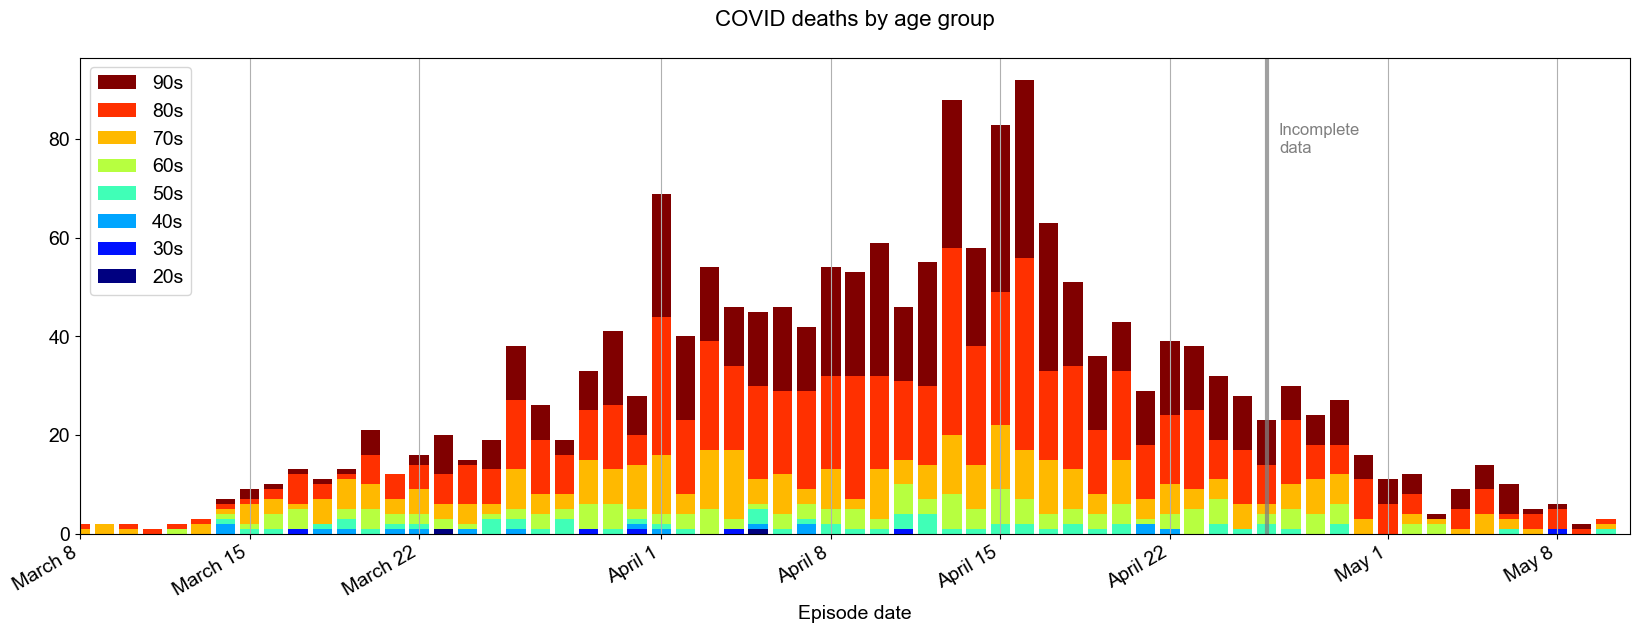 COVID deaths by age group
90s
80s
70s
60s
50s
40s
30s
20s
Incomplete
data
80
60
40
20
0
March 8
March 15
March 22
April 1
April 8
April 15
April 22
May 1
May 8
Episode date